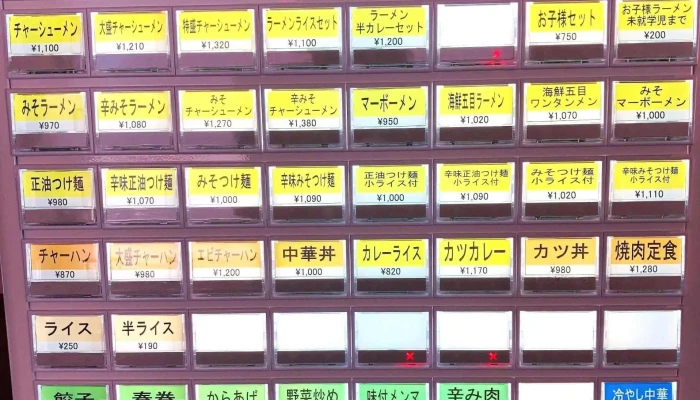 チャーシューメン
¥1,100
大盛チャーシューメン
¥1,210
特盛チャーシューメン
¥1,320
ラーメンライスセット
¥1,100
ラーメン
半カレーセット
¥1,200
お子様セット
¥750
お子様ラーメン
未就学児まで
¥200
みそラーメン
¥970
辛みそラーメン
¥1,080
みそ
チャーシューメン
¥1,270
辛みそ
チャーシューメン
¥1,380
マーボーメン
¥950
海鮮五目ラーメン
¥1,020
海鮮五目
ワンタンメン
¥1,070
みそ
マーボーメン
¥1,000
正油つけ麺
¥980
辛味正油つけ麺
¥1,070
みそつけ麺
¥1,000
辛味みそつけ麺
¥1,090
正油つけ麺
小ライス付
¥1,000
辛味正油つけ麺
小ライス付
¥1,090
みそつけ麺
小ライス付
¥1,020
辛味みそつけ麺
小ライス付
¥1,110
チャーハン
¥870
大盛チャーハン
¥980
エビチャーハン
¥1,200
中華丼
¥1,000
カレーライス
¥820
カツカレー
¥1,170
カツ丼
¥980
焼肉定食
¥1,280
ライス
¥250
半ライス
¥190
餃子
春巻
からあげ
野菜炒め
味付メンマ
辛み肉
冷やし中華